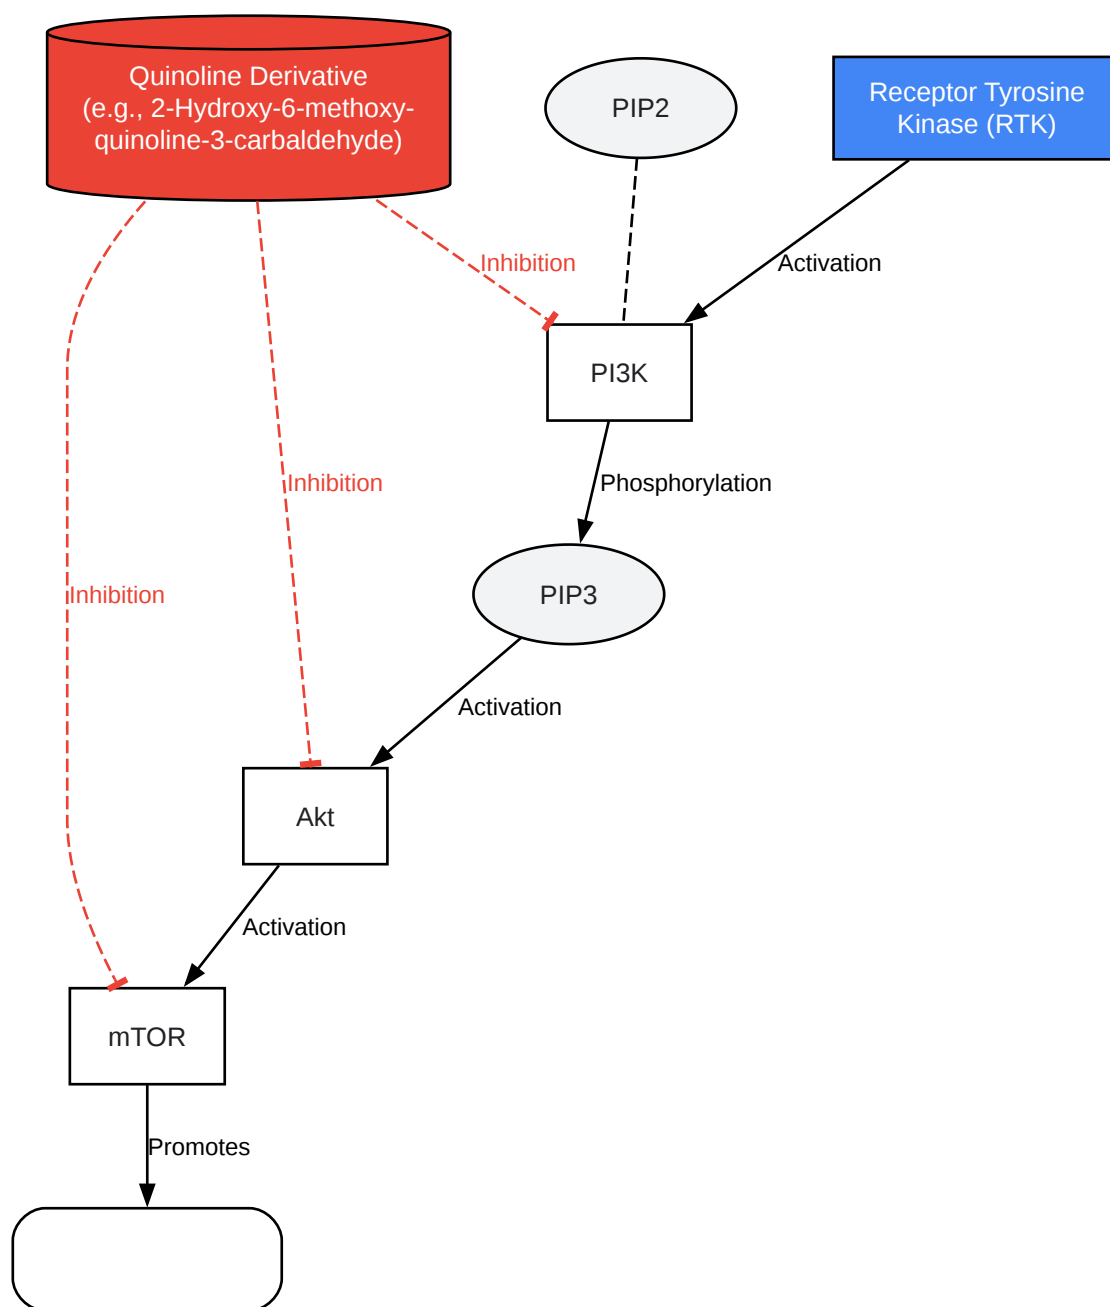 Quinoline Derivative
(e.g., 2-Hydroxy-6-methoxy-
quinoline-3-carbaldehyde)
PIP2
Receptor Tyrosine
Kinase (RTK)
Inhibition
Activation
PI3K
Inhibition
Phosphorylation
Inhibition
PIP3
Activation
Akt
Activation
mTOR
Promotes